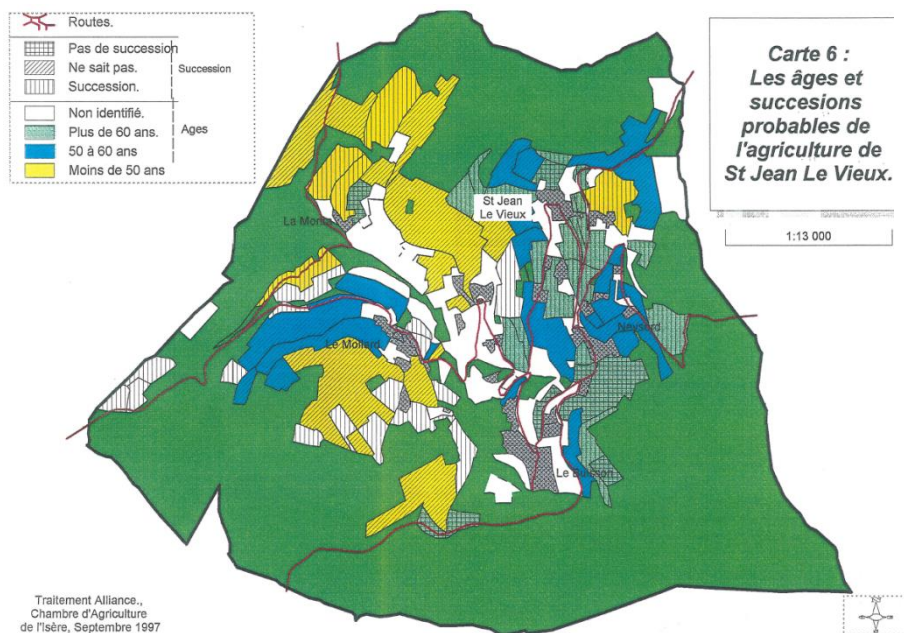 Routes.
Pas de succession
Ne sait pas.
Succession.
Succession
Non identifié.
Plus de 60 ans.
50 à 60 ans
Moins de 50 ans
Ages
Carte 6 :
Les âges et
succesions
probables de
l'agriculture de
St Jean Le Vieux.
1:13 000
St Jean
Le Vieux
La Monta
Le Mollard
Neysard
Le Buisson
Traitement Alliance.,
Chambre d'Agriculture
de l'Isère, Septembre 1997